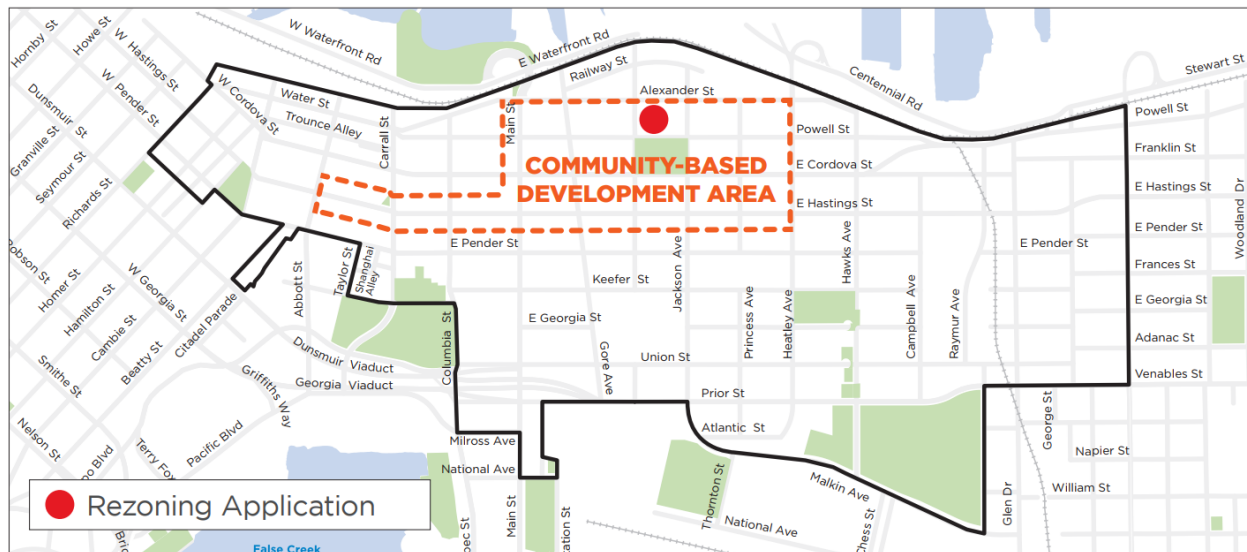 Hornby St
Howe St
W Hastings St
W Pender St
Dunsmuir St
Granville St
Seymour St
Richards St
Robson St
Homer St
Hamilton St
Cambie St
Beatty St
Smithe St
Nelson St
W Georgia St
Citadel Parade
W Waterfront Rd
E Waterfront Rd
Railway St
Alexander St
Centennial Rd
Stewart St
W Cordova St
Water St
Trounce Alley
Carrall St
Main St
Powell St
E Cordova St
E Hastings St
COMMUNITY-BASED
DEVELOPMENT AREA
Powell St
Franklin St
E Hastings St
E Pender St
Frances St
E Georgia St
Adanac St
Venables St
Woodland Dr
E Pender St
E Pender St
Keefer St
E Georgia St
Union St
Prior St
Atlantic St
Abbott St
Taylor St
Shanghai
Alley
Columbia St
Gore Ave
Jackson Ave
Princess Ave
Heatley Ave
Hawks Ave
Campbell Ave
Raymur Ave
Dunsmuir Viaduct
Georgia Viaduct
Griffiths Way
Pacific Blvd
Terry Fox
oo Blvd
Milross Ave
National Ave
Main St
Thornton St
National Ave
Malkin Ave
Chess St
Glen Dr
George St
Napier St
William St
Rezoning Application
False Creek